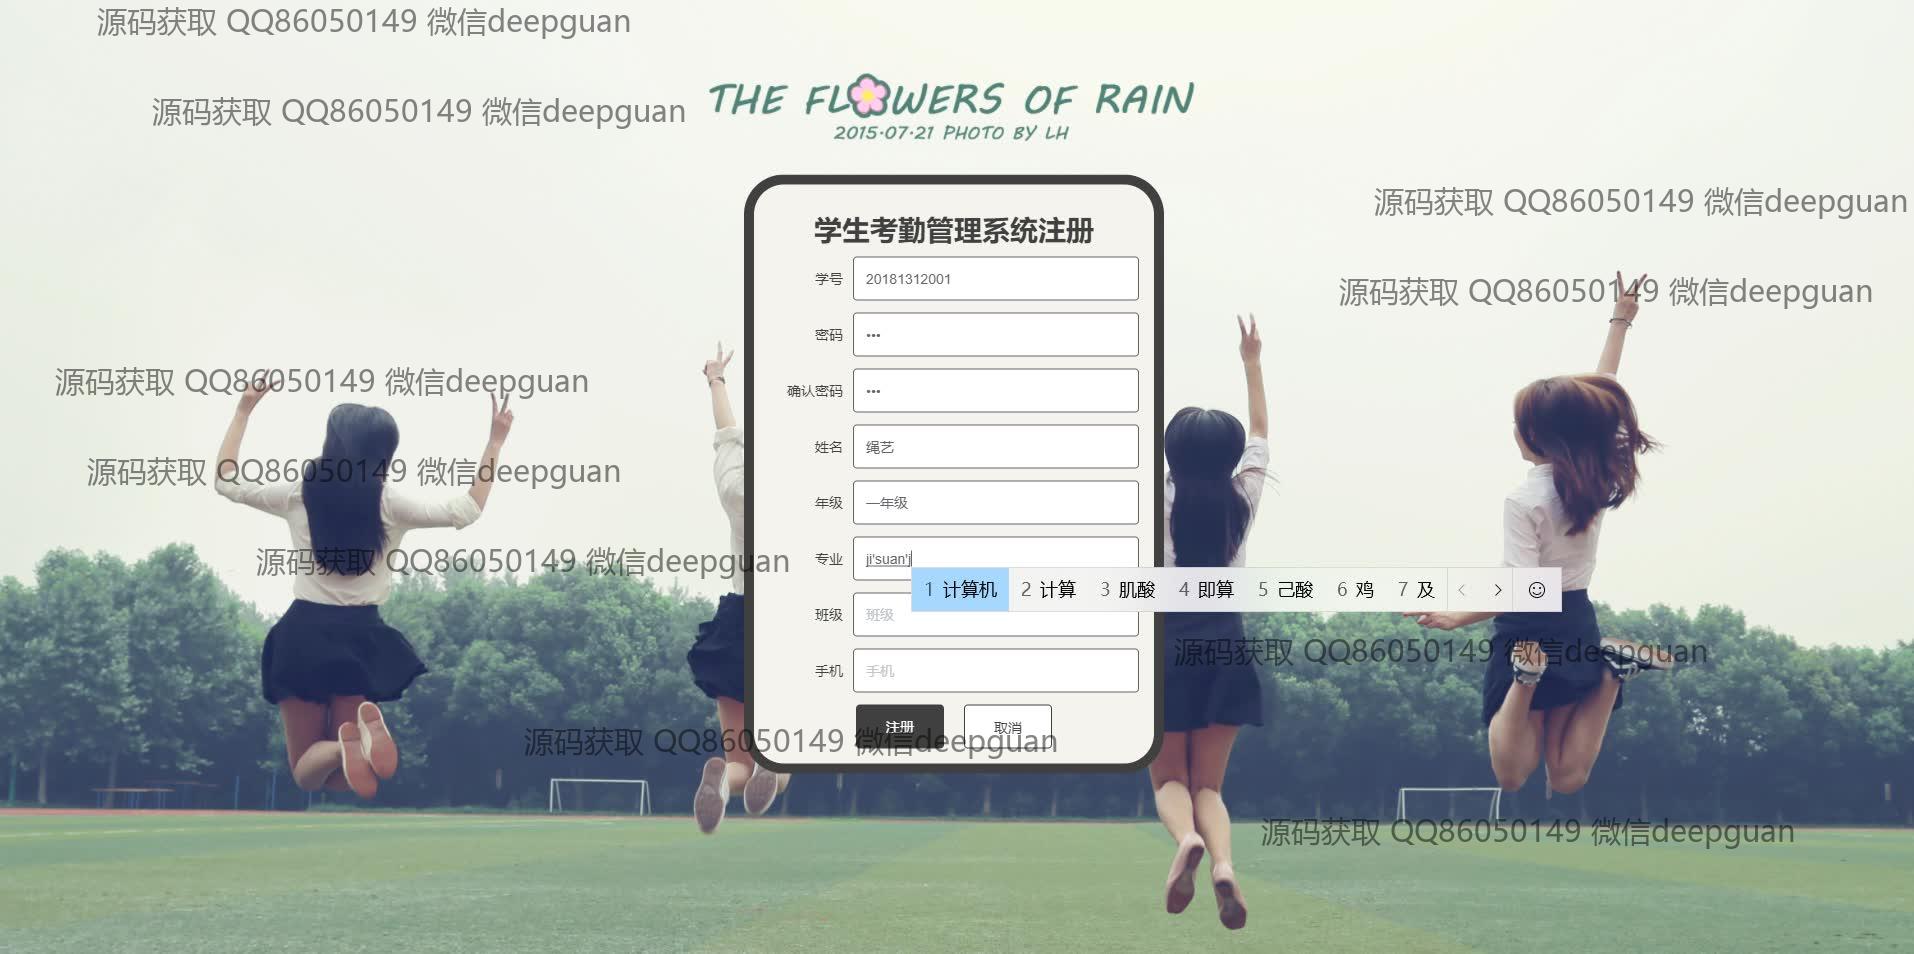 源码获取 QQ86050149 微信deepguan
THE FLOWERS OF RAIN
源码获取 QQ86050149 微信deepguan
2015·07·21 PHOTO BY LH
源码获取 QQ86050149 微信deepguan
学生考勤管理系统注册
学号 20181312001
源码获取 QQ86050149 微信deepguan
密码 •••
源码获取 QQ86050149 微信deepguan
确认密码 •••
姓名 绳艺
源码获取 QQ86050149 微信deepguan
年级 一年级
源码获取 QQ86050149 微信deepguan
专业 ji'suan'j
1 计算机 2 计算 3 肌酸 4 即算 5 己酸 6 鸡 7 及
班级 班级
源码获取 QQ86050149 微信deepguan
手机 手机
注册 取消
源码获取 QQ86050149 微信deepguan
源码获取 QQ86050149 微信deepguan